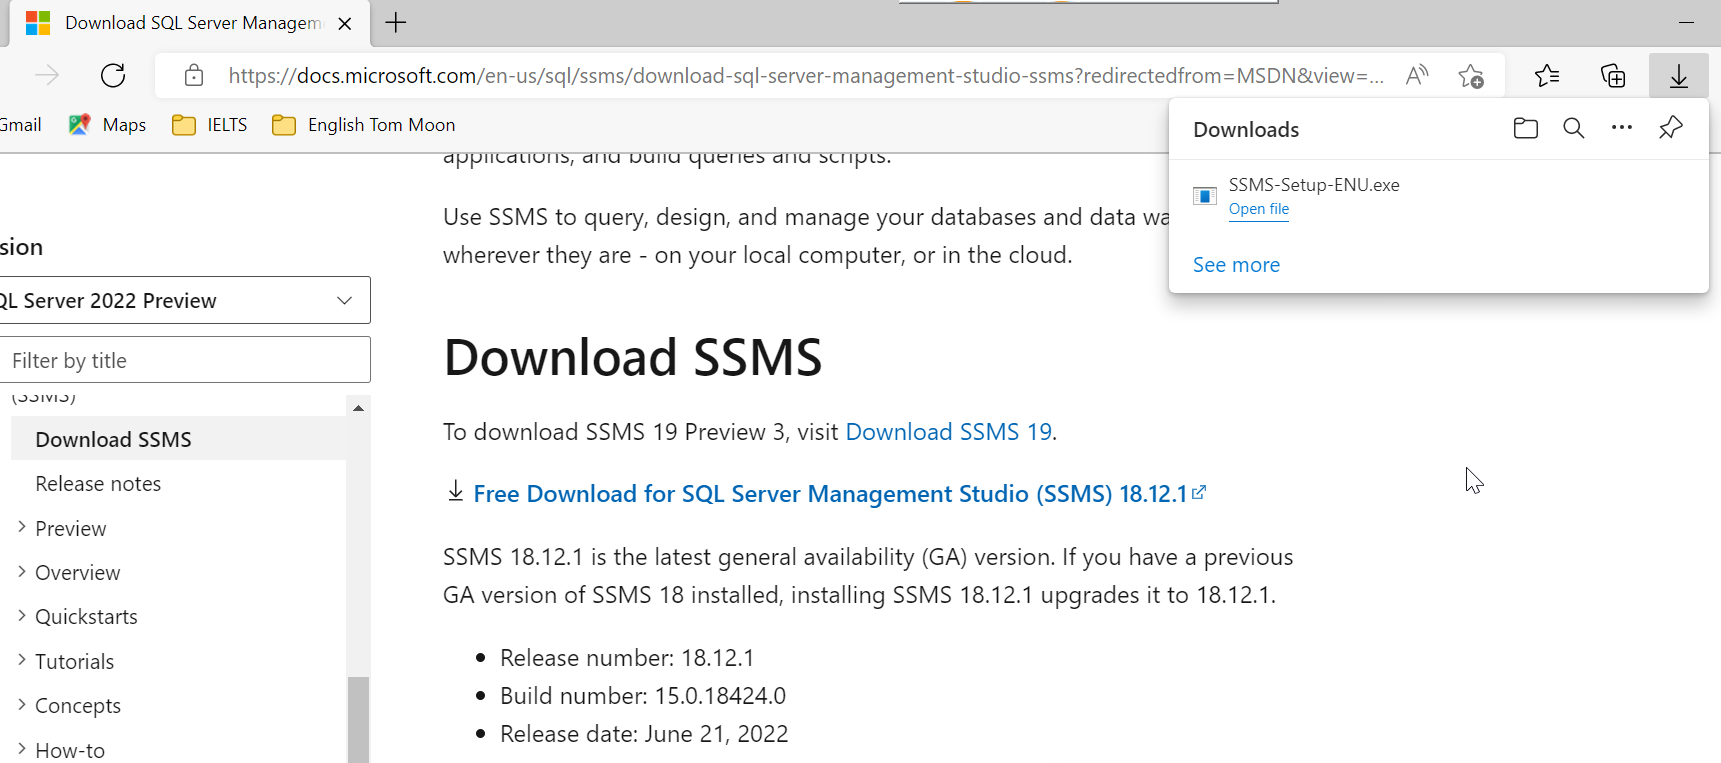 Download SQL Server Managem
https://docs.microsoft.com/en-us/sql/ssms/download-sql-server-management-studio-ssms?redirectedfrom=MSDN&view=...
Gmail
Maps
IELTS
English Tom Moon
Downloads
SSMS-Setup-ENU.exe
Open file
See more
sion
QL Server 2022 Preview
Filter by title
(SSMS)
Download SSMS
Release notes
Preview
Overview
Quickstarts
Tutorials
Concepts
How-to
applications, and build queries and scripts.
Use SSMS to query, design, and manage your databases and data wa
wherever they are - on your local computer, or in the cloud.
Download SSMS
To download SSMS 19 Preview 3, visit Download SSMS 19.
Free Download for SQL Server Management Studio (SSMS) 18.12.1
SSMS 18.12.1 is the latest general availability (GA) version. If you have a previous
GA version of SSMS 18 installed, installing SSMS 18.12.1 upgrades it to 18.12.1.
• Release number: 18.12.1
• Build number: 15.0.18424.0
• Release date: June 21, 2022